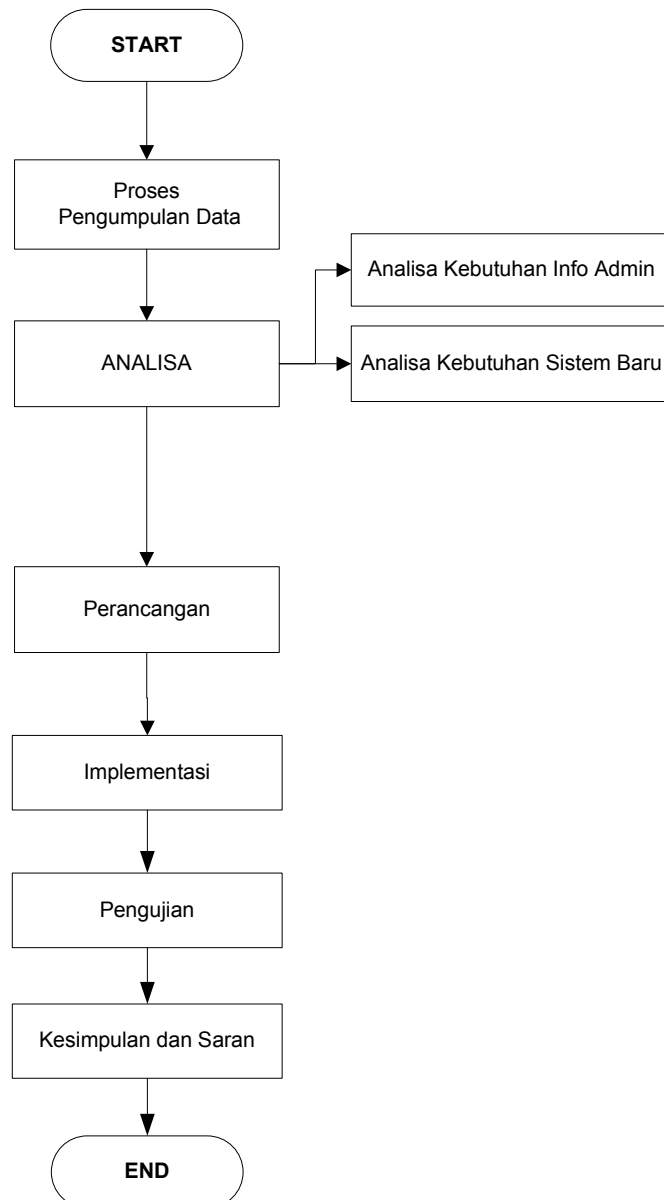 START
Proses
Pengumpulan Data
Analisa Kebutuhan Info Admin
ANALISA
Analisa Kebutuhan Sistem Baru
Perancangan
Implementasi
Pengujian
Kesimpulan dan Saran
END